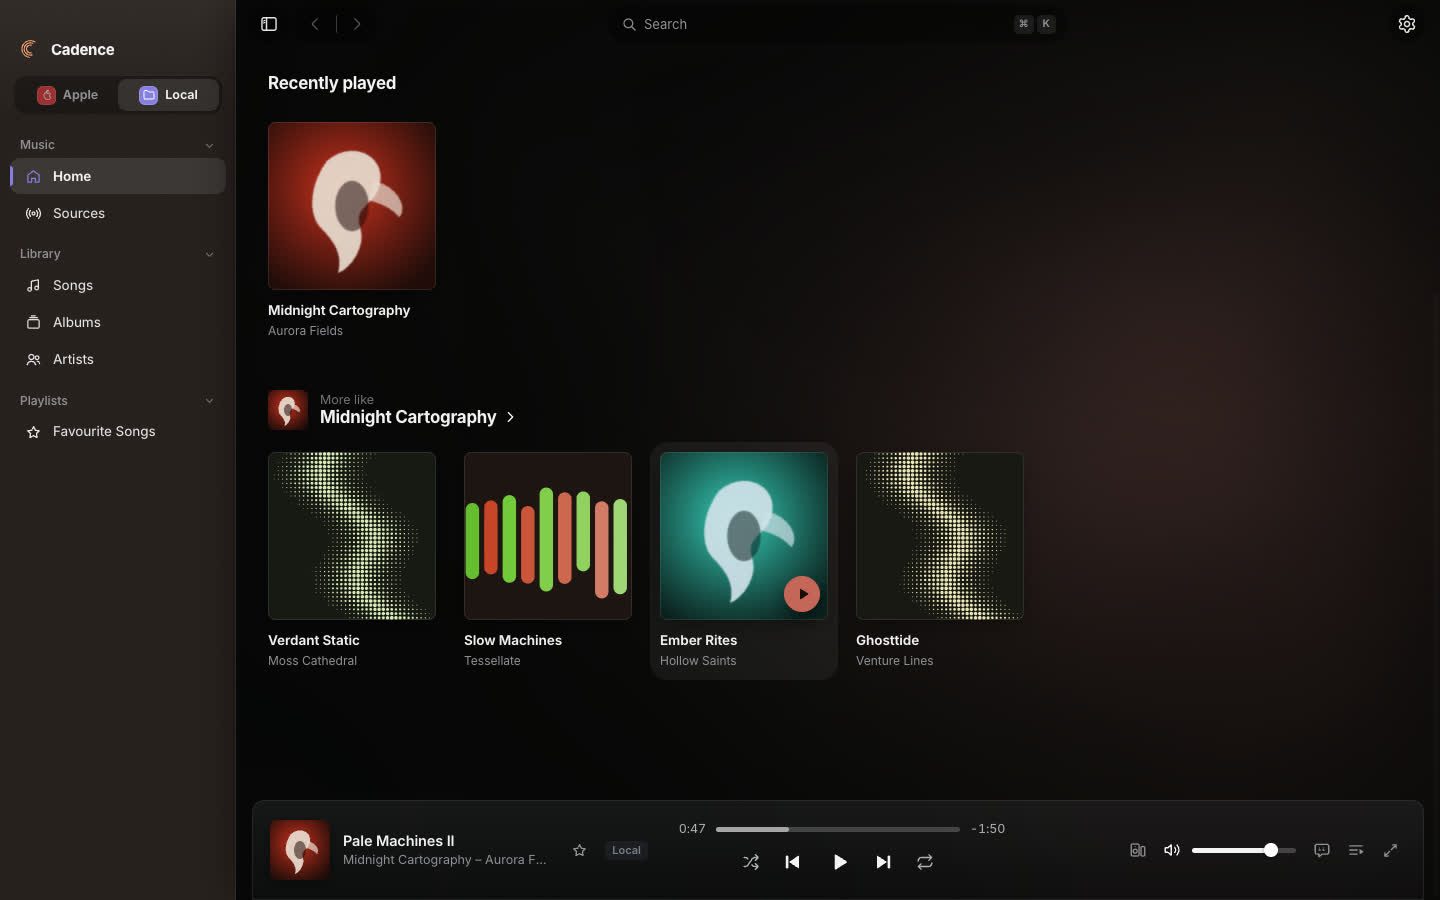 Cadence
Apple
Local
Music
Home
Sources
Library
Songs
Albums
Artists
Playlists
Favourite Songs
Search
⌘ K
Recently played
Midnight Cartography
Aurora Fields
More like
Midnight Cartography
Verdant Static
Moss Cathedral
Slow Machines
Tessellate
Ember Rites
Hollow Saints
Ghosttide
Venture Lines
Pale Machines II
Midnight Cartography – Aurora F...
Local
0:47
-1:50